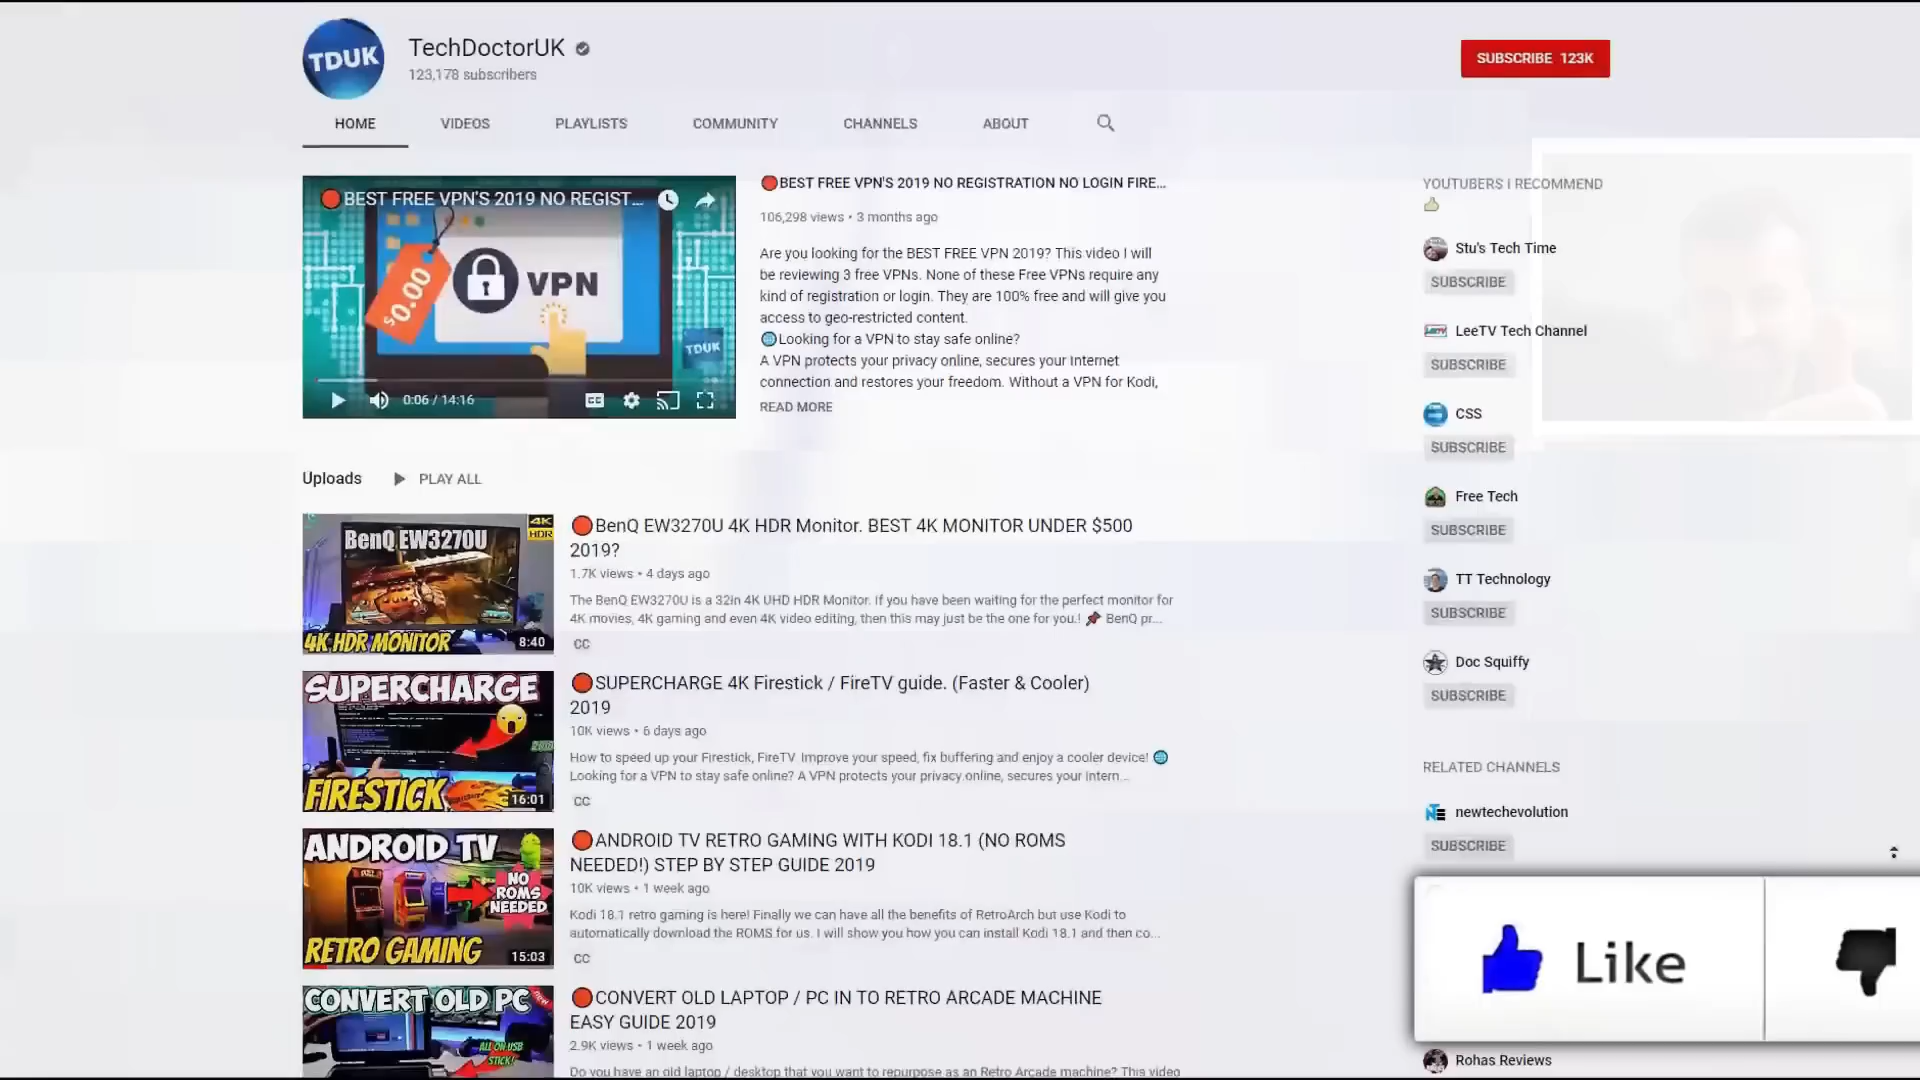 TDUK
TechDoctorUK
123,178 subscribers
SUBSCRIBE 123K
HOME
VIDEOS
PLAYLISTS
COMMUNITY
CHANNELS
ABOUT
🔴BEST FREE VPN'S 2019 NO REGIST...
$0.00
VPN
TDUK
0:06 / 14:16
CC
🔴BEST FREE VPN'S 2019 NO REGISTRATION NO LOGIN FIRE...
106,298 views • 3 months ago
Are you looking for the BEST FREE VPN 2019? This video I will
be reviewing 3 free VPNs. None of these Free VPNs require any
kind of registration or login. They are 100% free and will give you
access to geo-restricted content.
🌐Looking for a VPN to stay safe online?
A VPN protects your privacy online, secures your Internet
connection and restores your freedom. Without a VPN for Kodi,
READ MORE
Uploads
PLAY ALL
BenQ EW3270U
4K
HDR
4K HDR MONITOR
8:40
🔴BenQ EW3270U 4K HDR Monitor. BEST 4K MONITOR UNDER $500
2019?
1.7K views • 4 days ago
The BenQ EW3270U is a 32in 4K UHD HDR Monitor. If you have been waiting for the perfect monitor for
4K movies, 4K gaming and even 4K video editing, then this may just be the one for you.! 📌 BenQ pr...
CC
SUPERCHARGE
FIRESTICK
16:01
🔴SUPERCHARGE 4K Firestick / FireTV guide. (Faster & Cooler)
2019
10K views • 6 days ago
How to speed up your Firestick, FireTV Improve your speed, fix buffering and enjoy a cooler device! 🌐
Looking for a VPN to stay safe online? A VPN protects your privacy online, secures your intern...
CC
ANDROID TV
NO
ROMS
NEEDED
RETRO GAMING
15:03
🔴ANDROID TV RETRO GAMING WITH KODI 18.1 (NO ROMS
NEEDED!) STEP BY STEP GUIDE 2019
10K views • 1 week ago
Kodi 18.1 retro gaming is here! Finally we can have all the benefits of RetroArch but use Kodi to
automatically download the ROMS for us. I will show you how you can install Kodi 18.1 and then co...
CC
CONVERT OLD PC
ALL ON USB
STICK!
🔴CONVERT OLD LAPTOP / PC IN TO RETRO ARCADE MACHINE
EASY GUIDE 2019
2.9K views • 1 week ago
Do you have an old laptop / desktop that you want to repurpose as an Retro Arcade machine? This video
YOUTUBERS I RECOMMEND
👍
Stu's Tech Time
SUBSCRIBE
LeeTV Tech Channel
SUBSCRIBE
CSS
SUBSCRIBE
Free Tech
SUBSCRIBE
TT Technology
SUBSCRIBE
Doc Squiffy
SUBSCRIBE
RELATED CHANNELS
newtechevolution
SUBSCRIBE
Like
Rohas Reviews